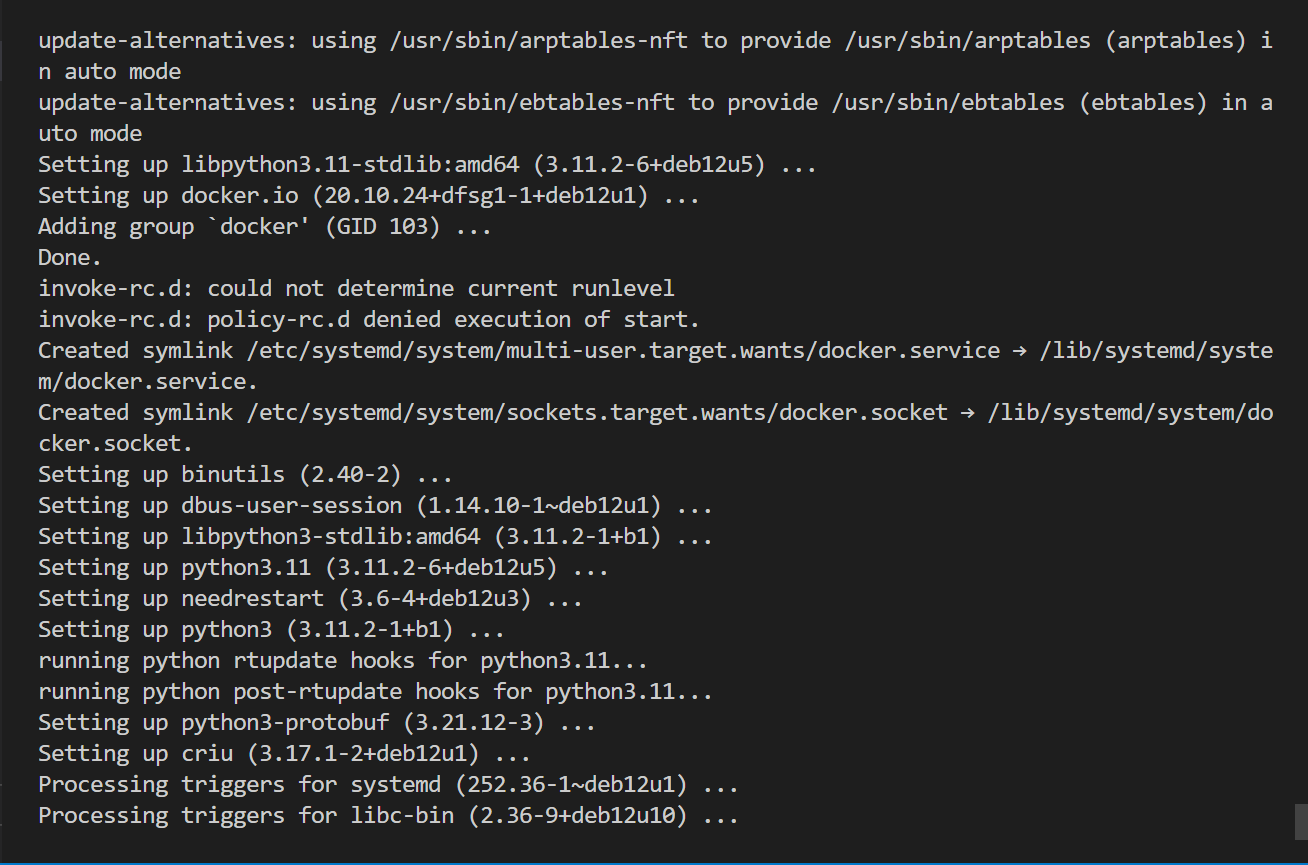 update-alternatives: using /usr/sbin/arptables-nft to provide /usr/sbin/arptables (arptables) i
n auto mode
update-alternatives: using /usr/sbin/ebtables-nft to provide /usr/sbin/ebtables (ebtables) in a
uto mode
Setting up libpython3.11-stdlib:amd64 (3.11.2-6+deb12u5) ...
Setting up docker.io (20.10.24+dfsg1-1+deb12u1) ...
Adding group `docker' (GID 103) ...
Done.
invoke-rc.d: could not determine current runlevel
invoke-rc.d: policy-rc.d denied execution of start.
Created symlink /etc/systemd/system/multi-user.target.wants/docker.service → /lib/systemd/syste
m/docker.service.
Created symlink /etc/systemd/system/sockets.target.wants/docker.socket → /lib/systemd/system/do
cker.socket.
Setting up binutils (2.40-2) ...
Setting up dbus-user-session (1.14.10-1~deb12u1) ...
Setting up libpython3-stdlib:amd64 (3.11.2-1+b1) ...
Setting up python3.11 (3.11.2-6+deb12u5) ...
Setting up needrestart (3.6-4+deb12u3) ...
Setting up python3 (3.11.2-1+b1) ...
running python rtupdate hooks for python3.11...
running python post-rtupdate hooks for python3.11...
Setting up python3-protobuf (3.21.12-3) ...
Setting up criu (3.17.1-2+deb12u1) ...
Processing triggers for systemd (252.36-1~deb12u1) ...
Processing triggers for libc-bin (2.36-9+deb12u10) ...